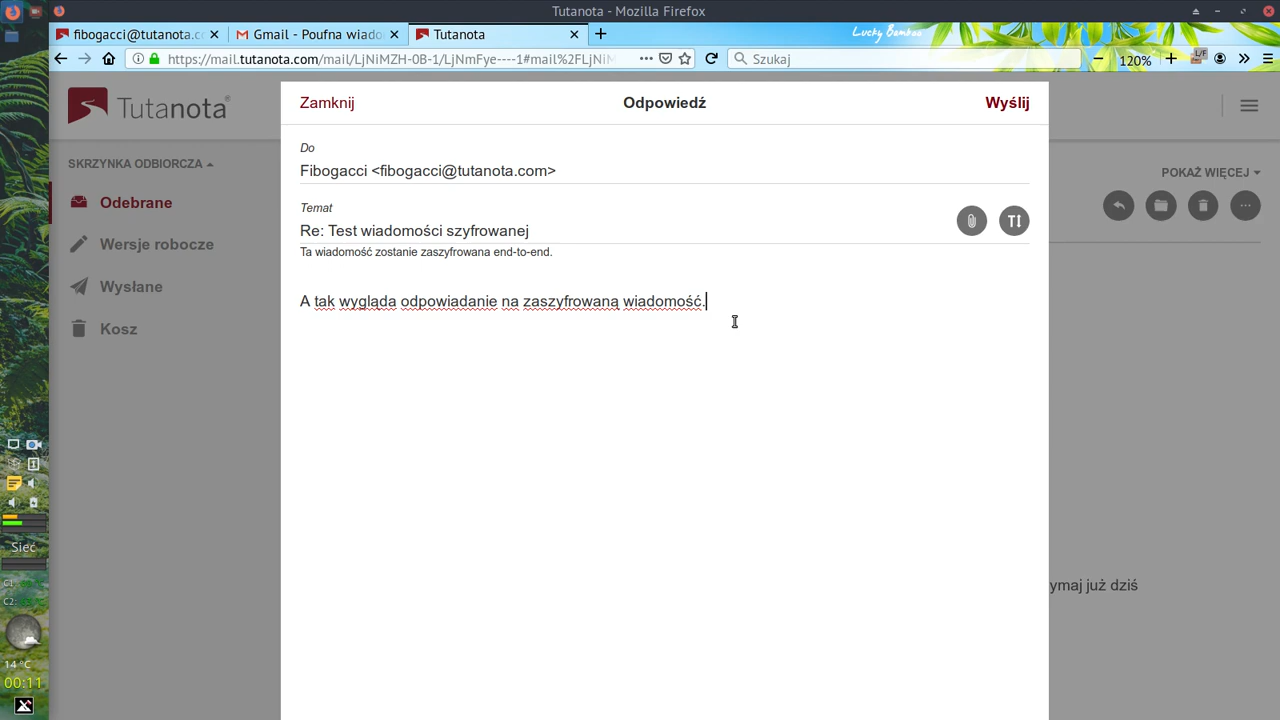 Tutanota - Mozilla Firefox
fibogacci@tutanota.c
Gmail - Poufna wiado
Tutanota
Lucky Bamboo
https://mail.tutanota.com/mail/LjNiMZH-0B-1/LjNmFye----1#mail%2FLjNiM
Szukaj
120%
L/F
Tutanota®
Zamknij
Odpowiedź
Wyślij
SKRZYNKA ODBIORCZA
Odebrane
Wersje robocze
Wysłane
Kosz
POKAŻ WIĘCEJ
Do
Fibogacci <fibogacci@tutanota.com>
Temat
Re: Test wiadomości szyfrowanej
Ta wiadomość zostanie zaszyfrowana end-to-end.
A tak wygląda odpowiadanie na zaszyfrowaną wiadomość.
ymaj już dziś
Sieć
C1:
C2:
14 °C
00:11